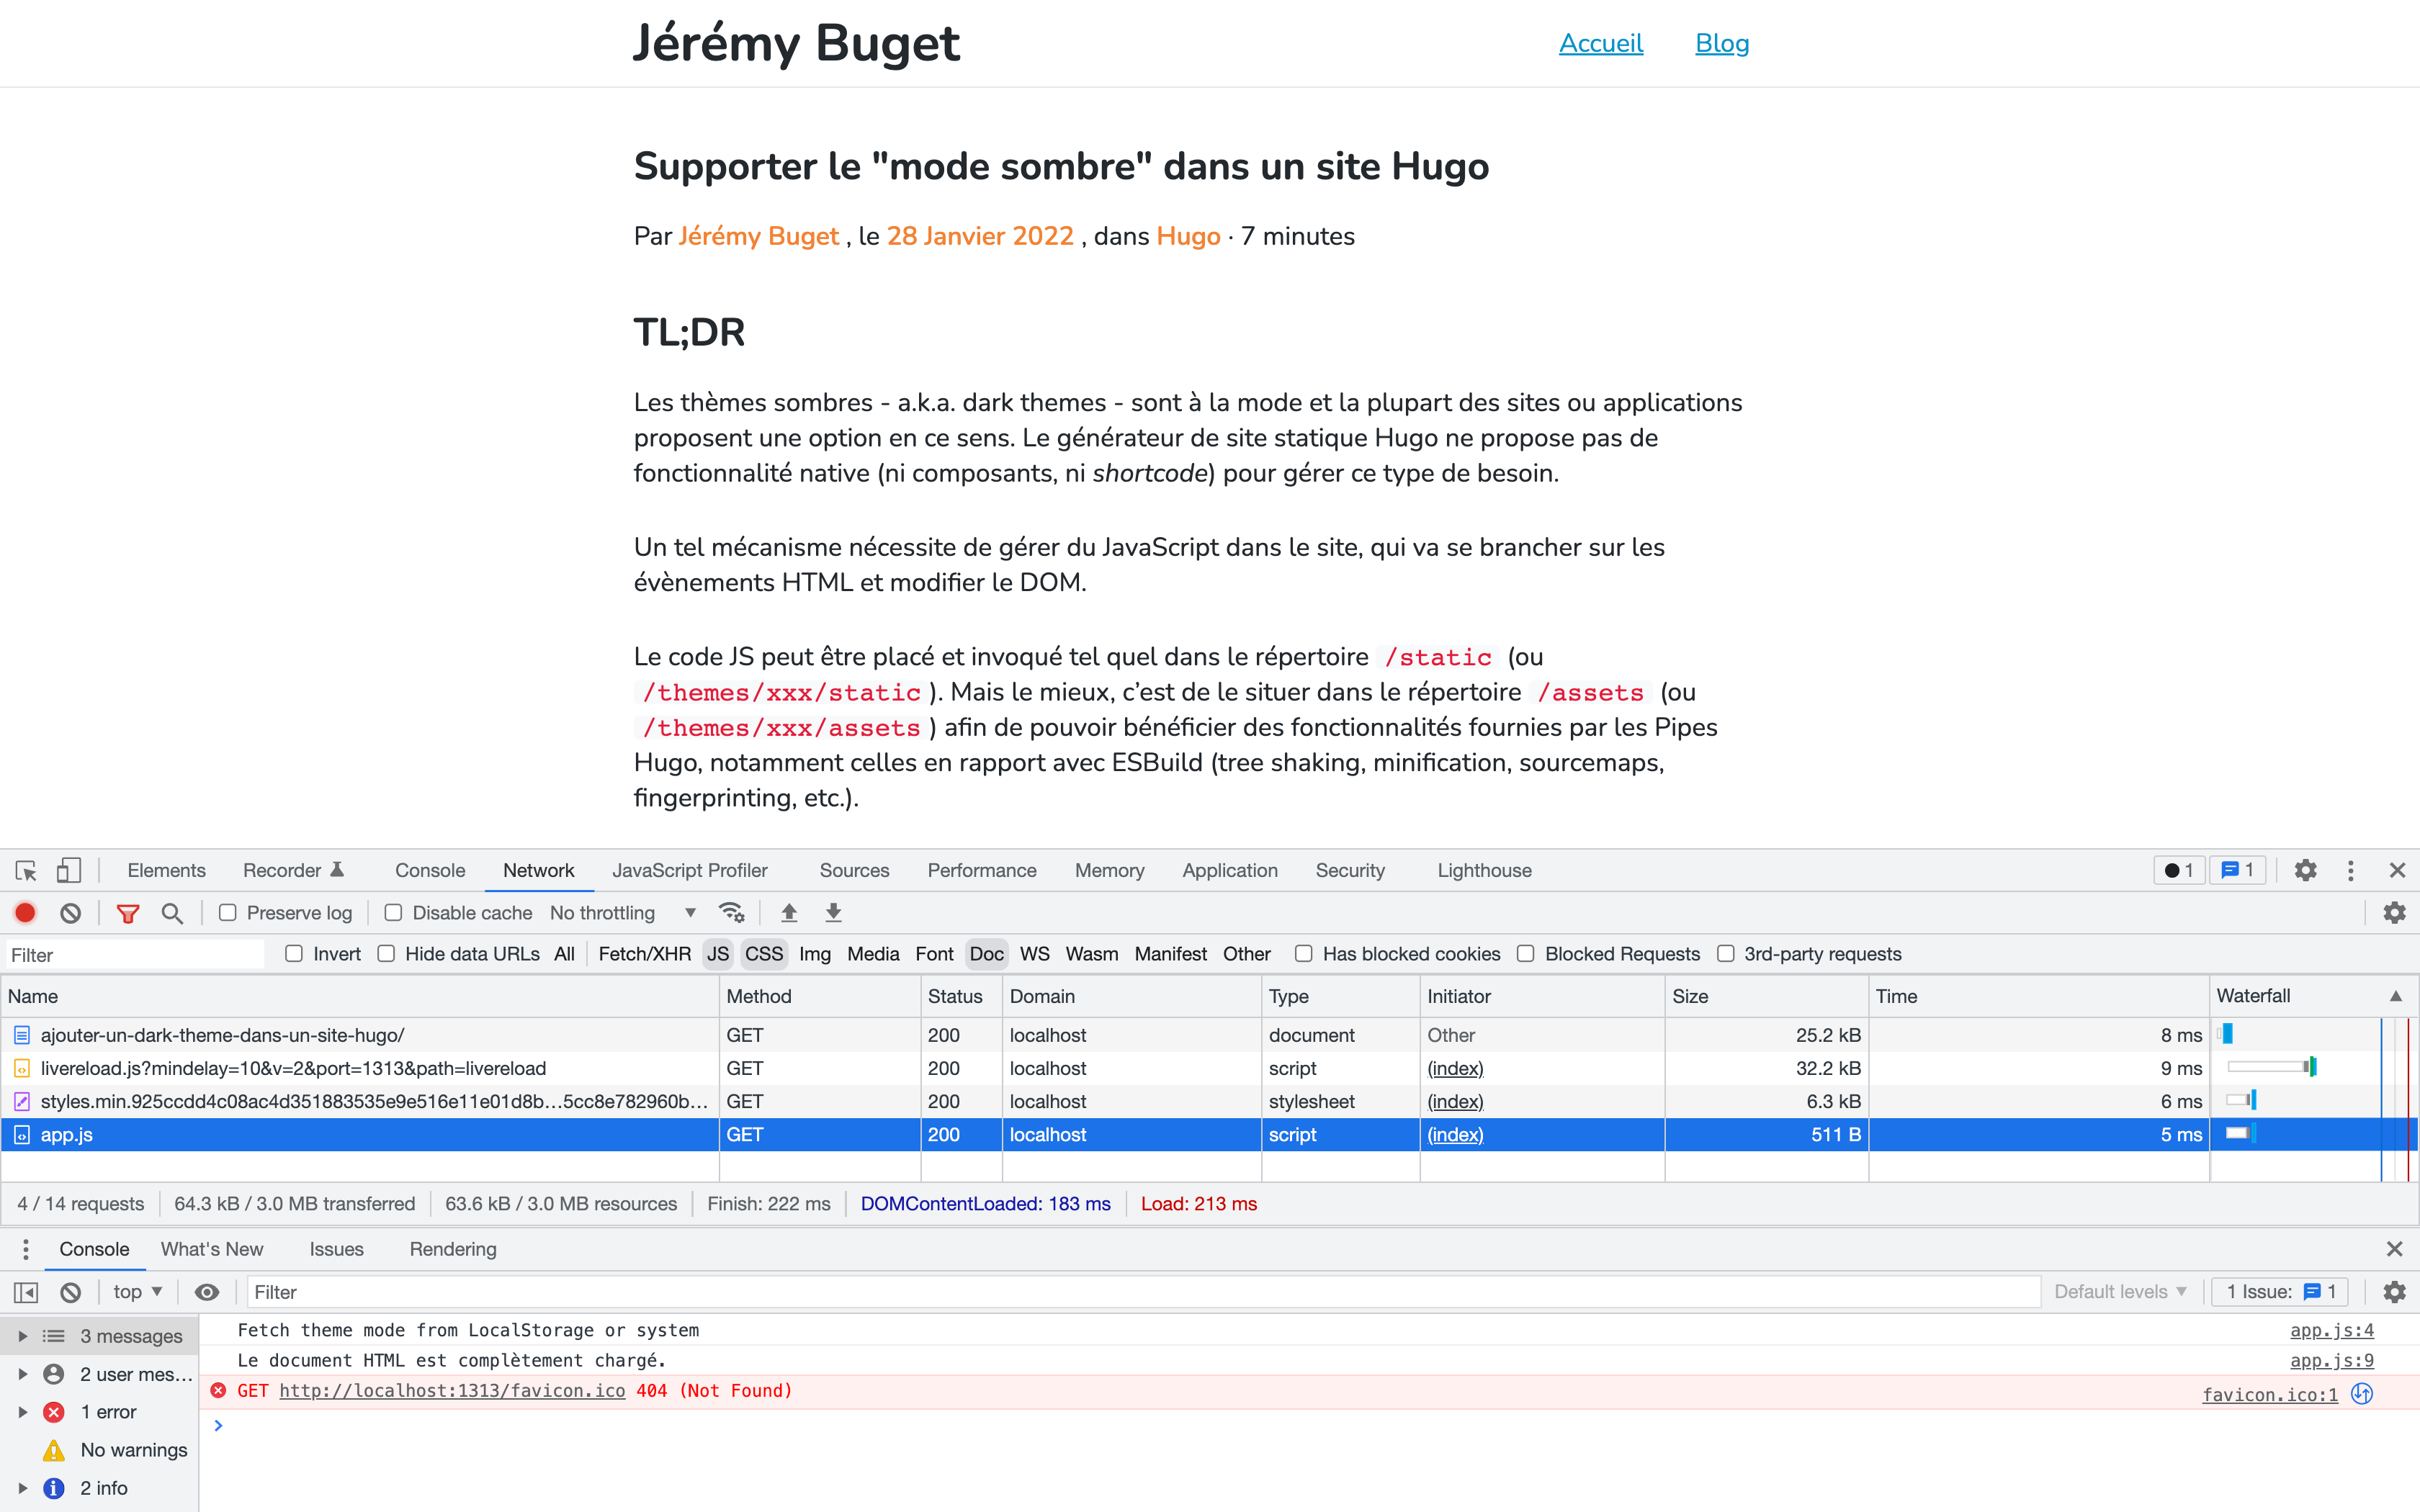 Jérémy Buget
Accueil Blog
Supporter le "mode sombre" dans un site Hugo
Par Jérémy Buget , le 28 Janvier 2022 , dans Hugo · 7 minutes
TL;DR
Les thèmes sombres - a.k.a. dark themes - sont à la mode et la plupart des sites ou applications
proposent une option en ce sens. Le générateur de site statique Hugo ne propose pas de
fonctionnalité native (ni composants, ni shortcode) pour gérer ce type de besoin.
Un tel mécanisme nécessite de gérer du JavaScript dans le site, qui va se brancher sur les
évènements HTML et modifier le DOM.
Le code JS peut être placé et invoqué tel quel dans le répertoire /static (ou
/themes/xxx/static ). Mais le mieux, c’est de le situer dans le répertoire /assets (ou
/themes/xxx/assets ) afin de pouvoir bénéficier des fonctionnalités fournies par les Pipes
Hugo, notamment celles en rapport avec ESBuild (tree shaking, minification, sourcemaps,
fingerprinting, etc.).
Elements Recorder Console Network JavaScript Profiler Sources Performance Memory Application Security Lighthouse 1 1
Preserve log Disable cache No throttling
Filter Invert Hide data URLs All Fetch/XHR JS CSS Img Media Font Doc WS Wasm Manifest Other Has blocked cookies Blocked Requests 3rd-party requests
Name Method Status Domain Type Initiator Size Time Waterfall
ajouter-un-dark-theme-dans-un-site-hugo/ GET 200 localhost document Other 25.2 kB 8 ms
livereload.js?mindelay=10&v=2&port=1313&path=livereload GET 200 localhost script (index) 32.2 kB 9 ms
styles.min.925ccdd4c08ac4d351883535e9e516e11e01d8b…5cc8e782960b… GET 200 localhost stylesheet (index) 6.3 kB 6 ms
app.js GET 200 localhost script (index) 511 B 5 ms
4 / 14 requests 64.3 kB / 3.0 MB transferred 63.6 kB / 3.0 MB resources Finish: 222 ms DOMContentLoaded: 183 ms Load: 213 ms
Console What's New Issues Rendering
top Filter Default levels 1 Issue: 1
3 messages
2 user mes…
1 error
No warnings
2 info
Fetch theme mode from LocalStorage or system app.js:4
Le document HTML est complètement chargé. app.js:9
GET http://localhost:1313/favicon.ico 404 (Not Found) favicon.ico:1